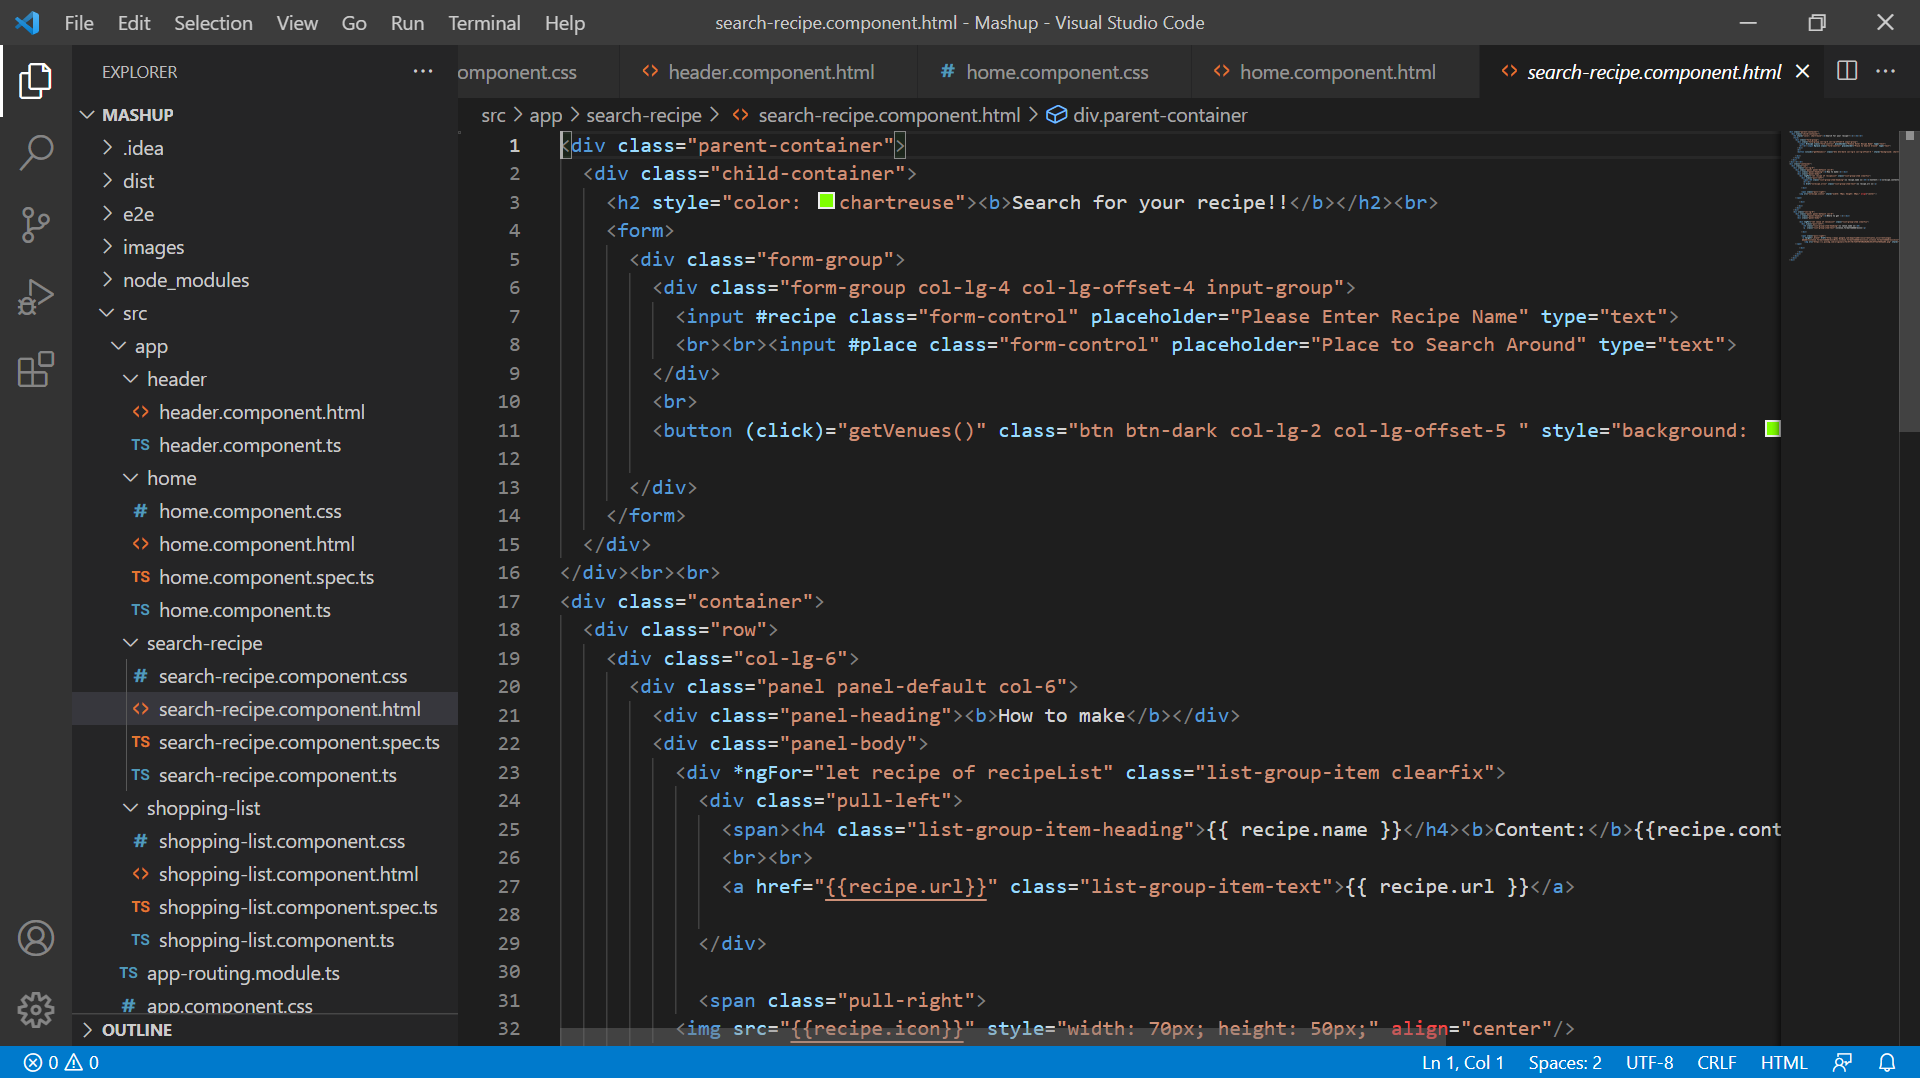 File Edit Selection View Go Run Terminal Help
search-recipe.component.html - Mashup - Visual Studio Code
EXPLORER
MASHUP
.idea
dist
e2e
images
node_modules
src
app
header
header.component.html
TS header.component.ts
home
# home.component.css
home.component.html
TS home.component.spec.ts
TS home.component.ts
search-recipe
# search-recipe.component.css
search-recipe.component.html
TS search-recipe.component.spec.ts
TS search-recipe.component.ts
shopping-list
# shopping-list.component.css
shopping-list.component.html
TS shopping-list.component.spec.ts
TS shopping-list.component.ts
TS app-routing.module.ts
# app.component.css
OUTLINE
omponent.css
header.component.html
# home.component.css
home.component.html
search-recipe.component.html
src > app > search-recipe > search-recipe.component.html > div.parent-container
1 <div class="parent-container">
2 <div class="child-container">
3 <h2 style="color: chartreuse"><b>Search for your recipe!!</b></h2><br>
4 <form>
5 <div class="form-group">
6 <div class="form-group col-lg-4 col-lg-offset-4 input-group">
7 <input #recipe class="form-control" placeholder="Please Enter Recipe Name" type="text">
8 <br><br><input #place class="form-control" placeholder="Place to Search Around" type="text">
9 </div>
10 <br>
11 <button (click)="getVenues()" class="btn btn-dark col-lg-2 col-lg-offset-5 " style="background:
12
13 </div>
14 </form>
15 </div>
16 </div><br><br>
17 <div class="container">
18 <div class="row">
19 <div class="col-lg-6">
20 <div class="panel panel-default col-6">
21 <div class="panel-heading"><b>How to make</b></div>
22 <div class="panel-body">
23 <div *ngFor="let recipe of recipeList" class="list-group-item clearfix">
24 <div class="pull-left">
25 <span><h4 class="list-group-item-heading">{{ recipe.name }}</h4><b>Content:</b>{{recipe.cont
26 <br><br>
27 <a href="{{recipe.url}}" class="list-group-item-text">{{ recipe.url }}</a>
28
29 </div>
30
31 <span class="pull-right">
32 <img src="{{recipe.icon}}" style="width: 70px; height: 50px;" align="center"/>
0 0
Ln 1, Col 1 Spaces: 2 UTF-8 CRLF HTML